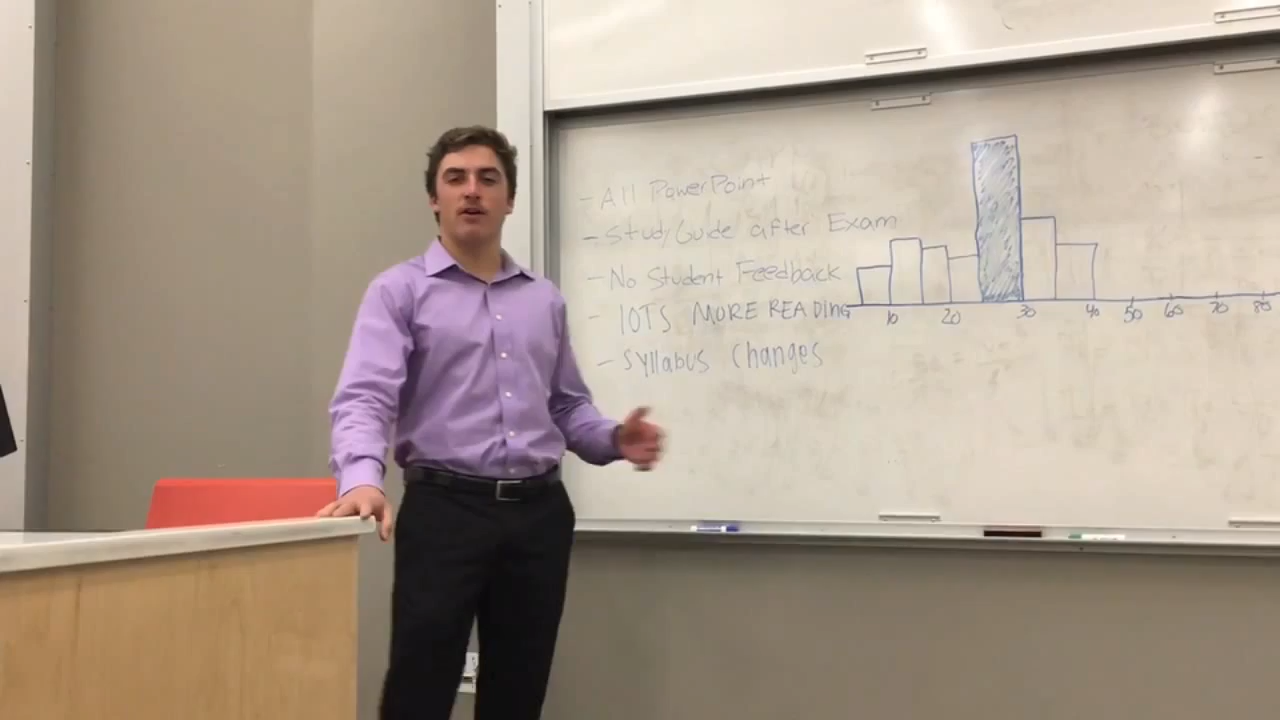 - All PowerPoint
- Study Guide after Exam
- No Student Feedback
- lOTS MORE READING
- Syllabus Changes
10 20 30 40 50 60 70 80